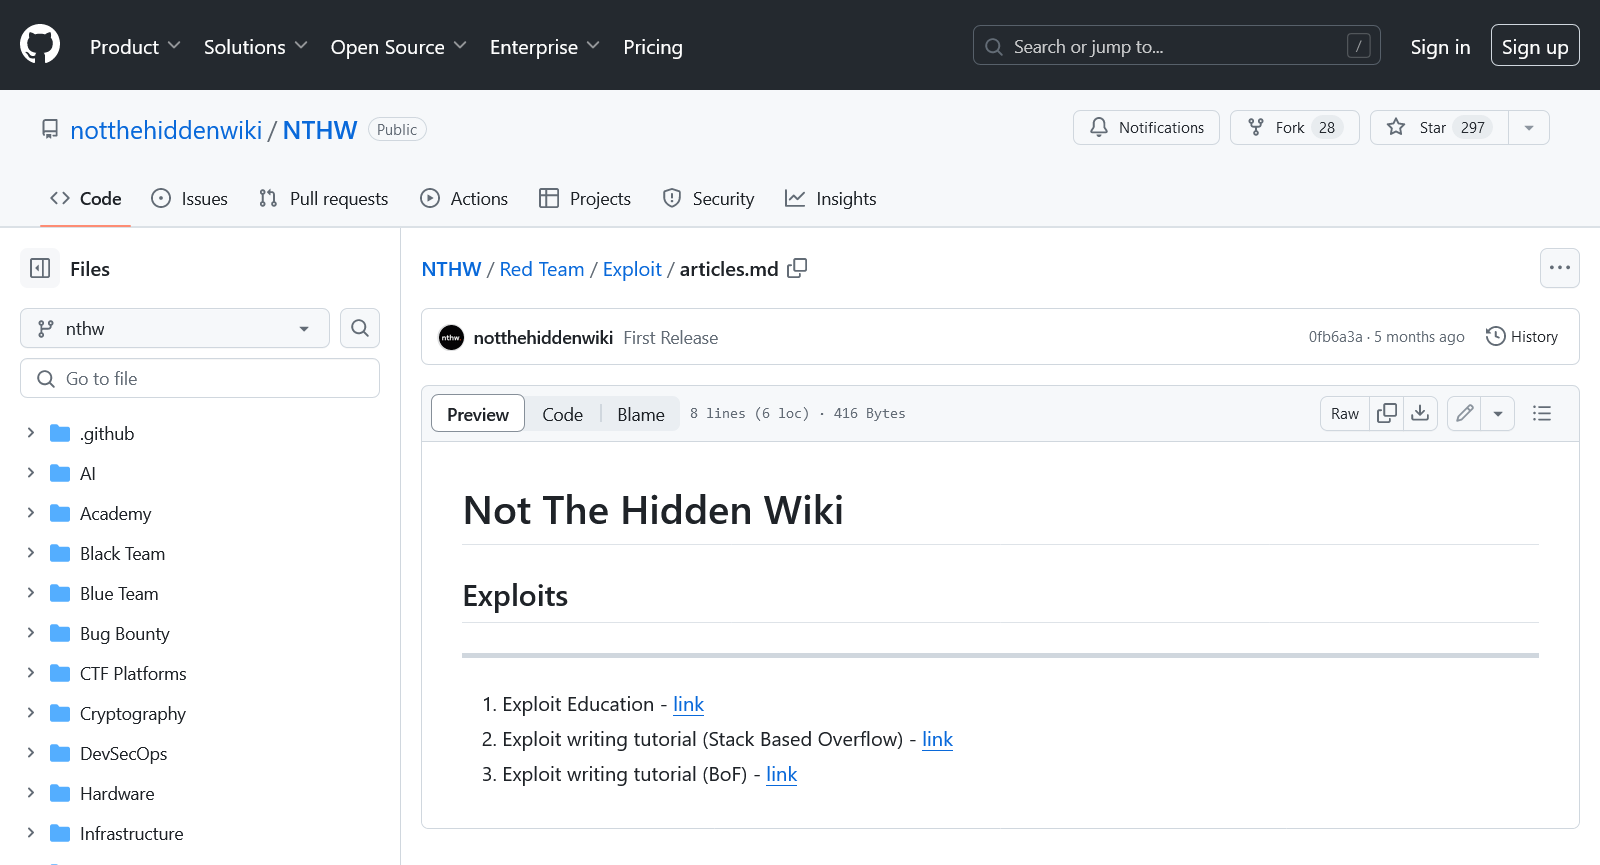 Product Solutions Open Source Enterprise Pricing Search or jump to... / Sign in Sign up
notthehiddenwiki / NTHW Public Notifications Fork 28 Star 297
Code Issues Pull requests Actions Projects Security Insights
Files
nthw
Go to file
.github
AI
Academy
Black Team
Blue Team
Bug Bounty
CTF Platforms
Cryptography
DevSecOps
Hardware
Infrastructure
NTHW / Red Team / Exploit / articles.md
nthw notthehiddenwiki First Release 0fb6a3a · 5 months ago History
Preview Code Blame 8 lines (6 loc) · 416 Bytes Raw
Not The Hidden Wiki
Exploits
1. Exploit Education - link
2. Exploit writing tutorial (Stack Based Overflow) - link
3. Exploit writing tutorial (BoF) - link